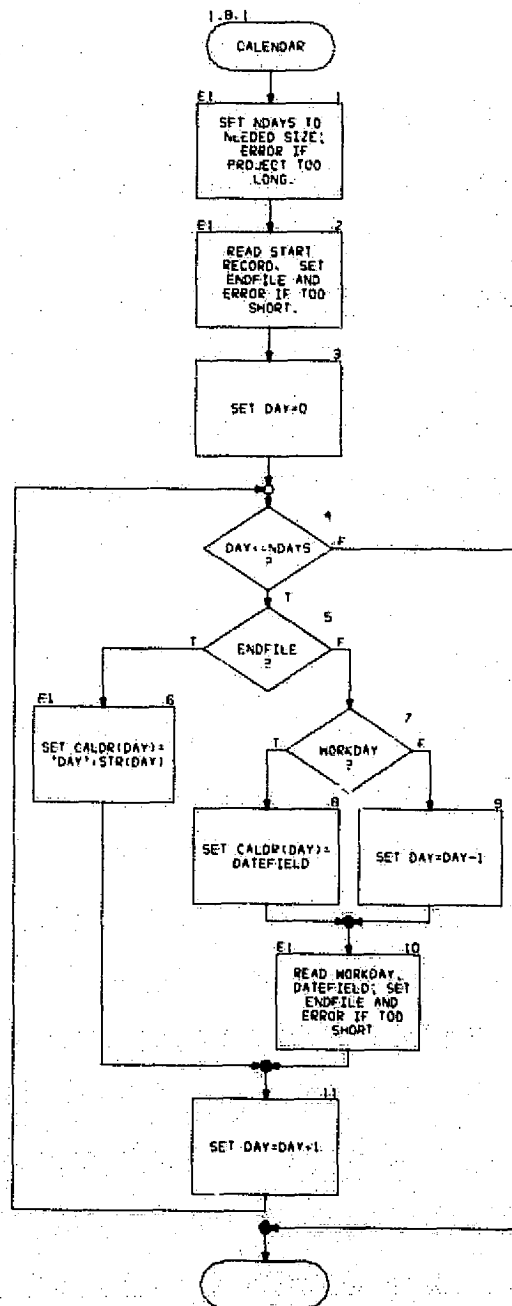 1.B.1
CALENDAR
E1 1
SET NDAYS TO
NEEDED SIZE;
ERROR IF
PROJECT TOO
LONG.
E1 2
READ START
RECORD. SET
ENDFILE AND
ERROR IF TOO
SHORT.
3
SET DAY=0
4
DAY<=NDAYS
?
F
T
5
T
ENDFILE
?
F
E1 6
SET CALDR(DAY)=
'DAY'
STR(DAY)
7
T
WORKDAY
?
F
8
SET CALDR(DAY)=
DATEFIELD
9
SET DAY=DAY-1
E1 10
READ WORKDAY,
DATEFIELD; SET
ENDFILE AND
ERROR IF TOO
SHORT
11
SET DAY=DAY+1